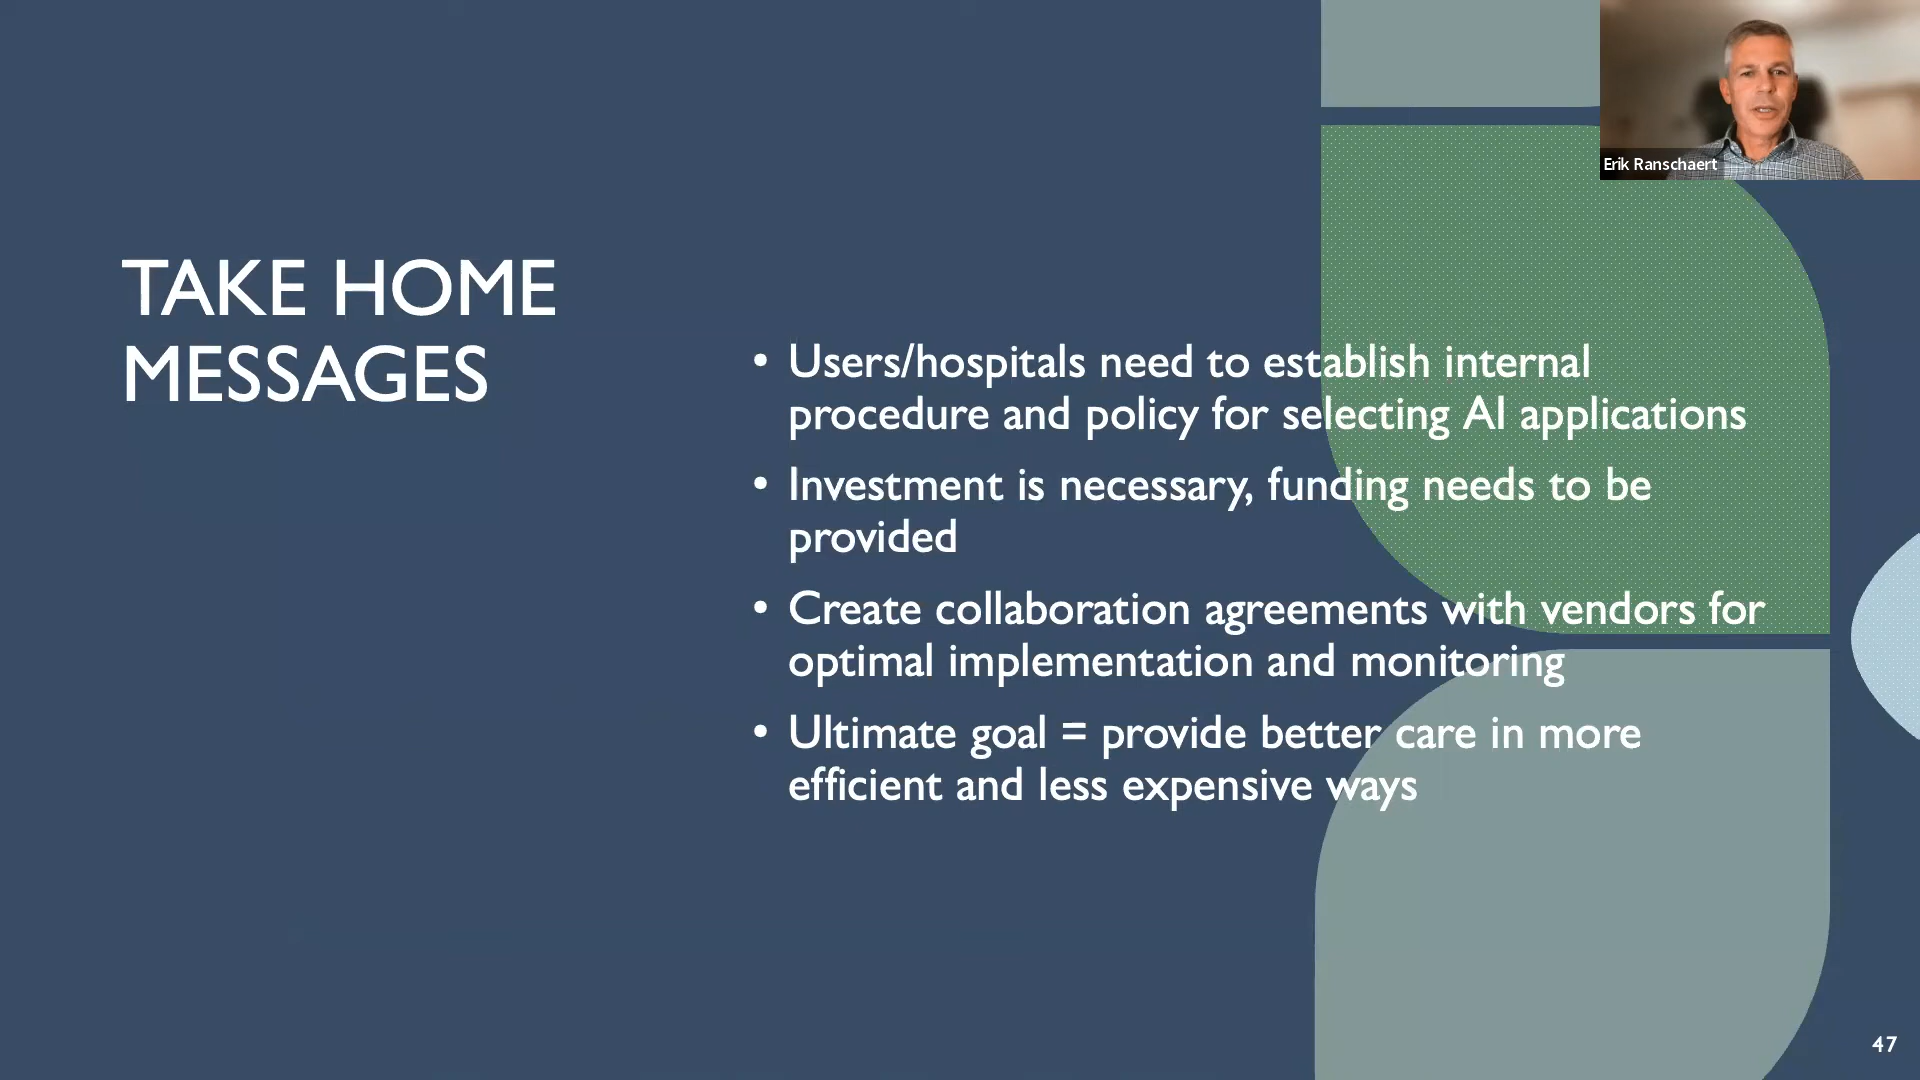 Erik Ranschaert
TAKE HOME
MESSAGES
• Users/hospitals need to establish internal
procedure and policy for selecting AI applications
• Investment is necessary, funding needs to be
provided
• Create collaboration agreements with vendors for
optimal implementation and monitoring
• Ultimate goal = provide better care in more
efficient and less expensive ways
47